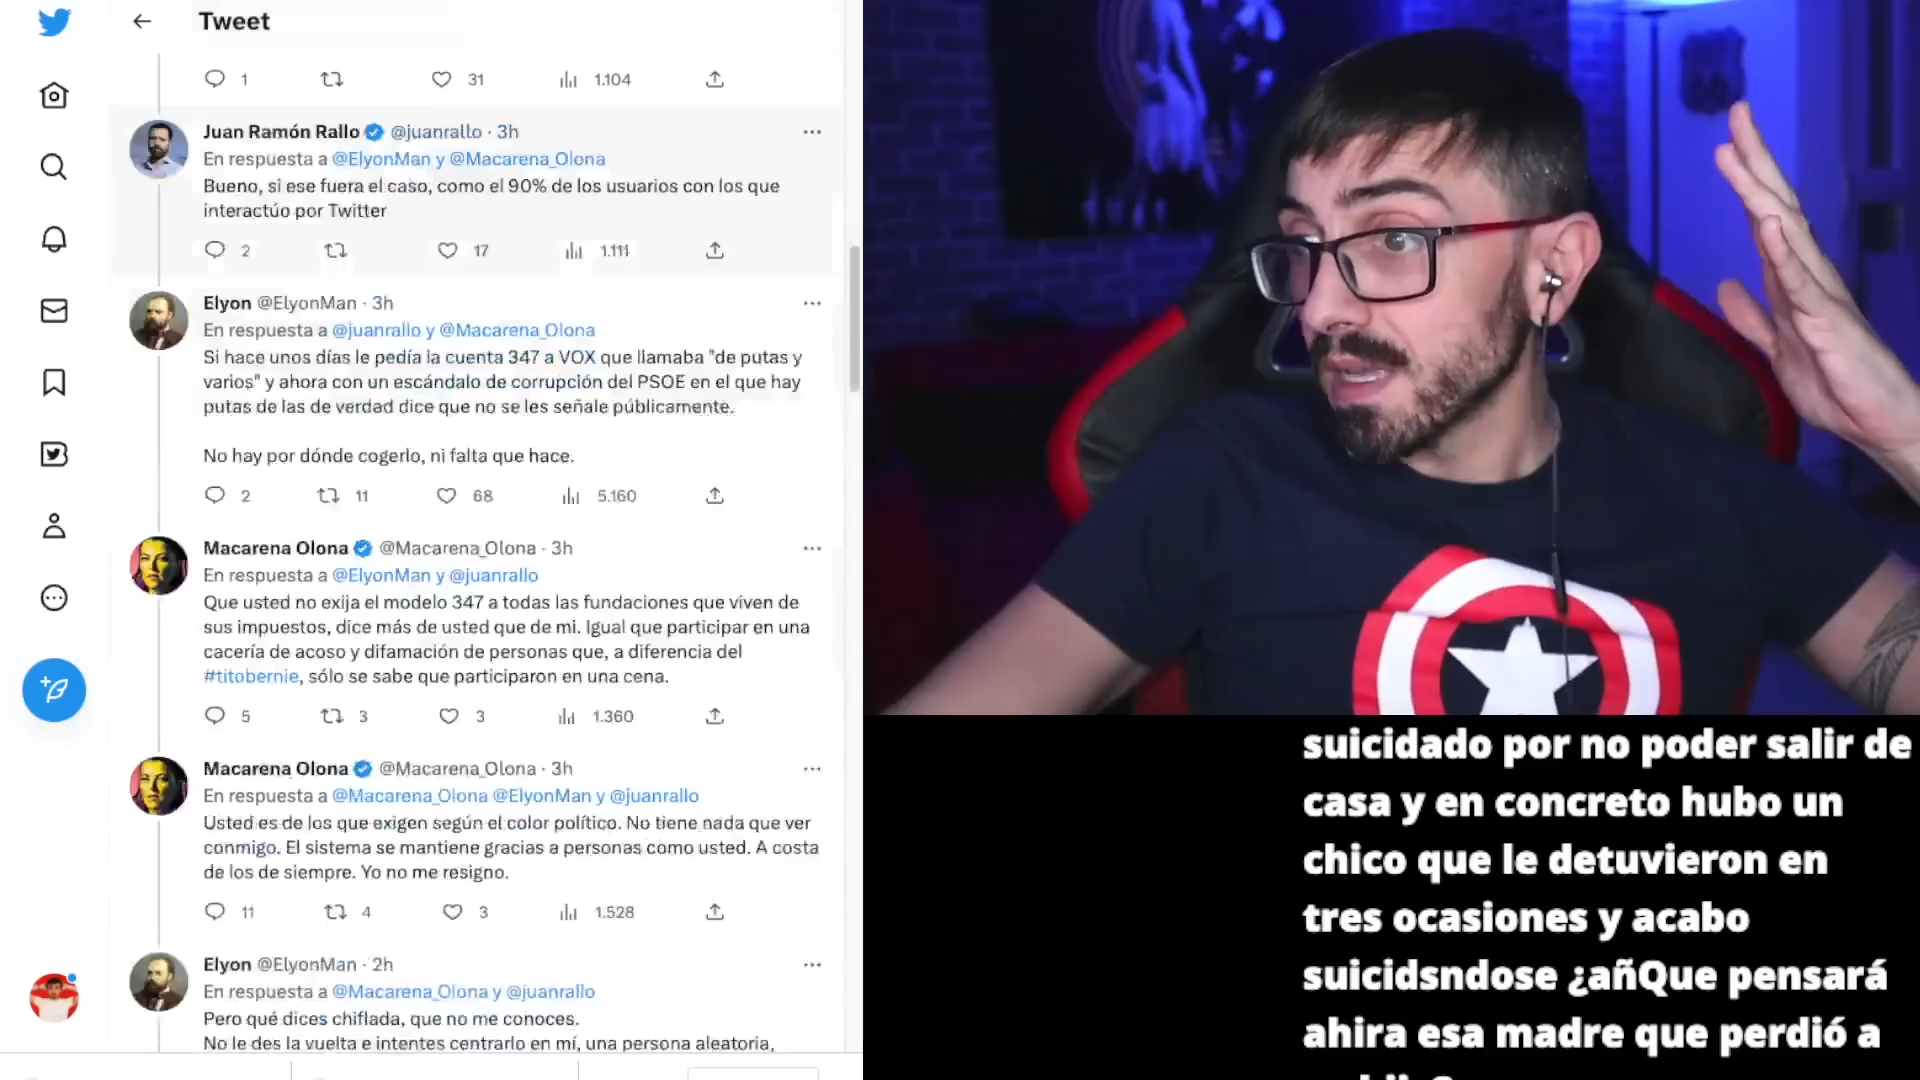 Tweet
1 31 1.104
Juan Ramón Rallo @juanrallo · 3h
En respuesta a @ElyonMan y @Macarena_Olona
Bueno, si ese fuera el caso, como el 90% de los usuarios con los que
interactúo por Twitter
2 17 1.111
Elyon @ElyonMan · 3h
En respuesta a @juanrallo y @Macarena_Olona
Si hace unos días le pedía la cuenta 347 a VOX que llamaba "de putas y
varios" y ahora con un escándalo de corrupción del PSOE en el que hay
putas de las de verdad dice que no se les señale públicamente.
No hay por dónde cogerlo, ni falta que hace.
2 11 68 5.160
Macarena Olona @Macarena_Olona · 3h
En respuesta a @ElyonMan y @juanrallo
Que usted no exija el modelo 347 a todas las fundaciones que viven de
sus impuestos, dice más de usted que de mi. Igual que participar en una
cacería de acoso y difamación de personas que, a diferencia del
#titobernie, sólo se sabe que participaron en una cena.
5 3 3 1.360
Macarena Olona @Macarena_Olona · 3h
En respuesta a @Macarena_Olona @ElyonMan y @juanrallo
Usted es de los que exigen según el color político. No tiene nada que ver
conmigo. El sistema se mantiene gracias a personas como usted. A costa
de los de siempre. Yo no me resigno.
11 4 3 1.528
Elyon @ElyonMan · 2h
En respuesta a @Macarena_Olona y @juanrallo
Pero qué dices chiflada, que no me conoces.
No le des la vuelta e intentes centrarlo en mí, una persona aleatoria,
suicidado por no poder salir de
casa y en concreto hubo un
chico que le detuvieron en
tres ocasiones y acabo
suicidsndose ¿añQue pensará
ahira esa madre que perdió a